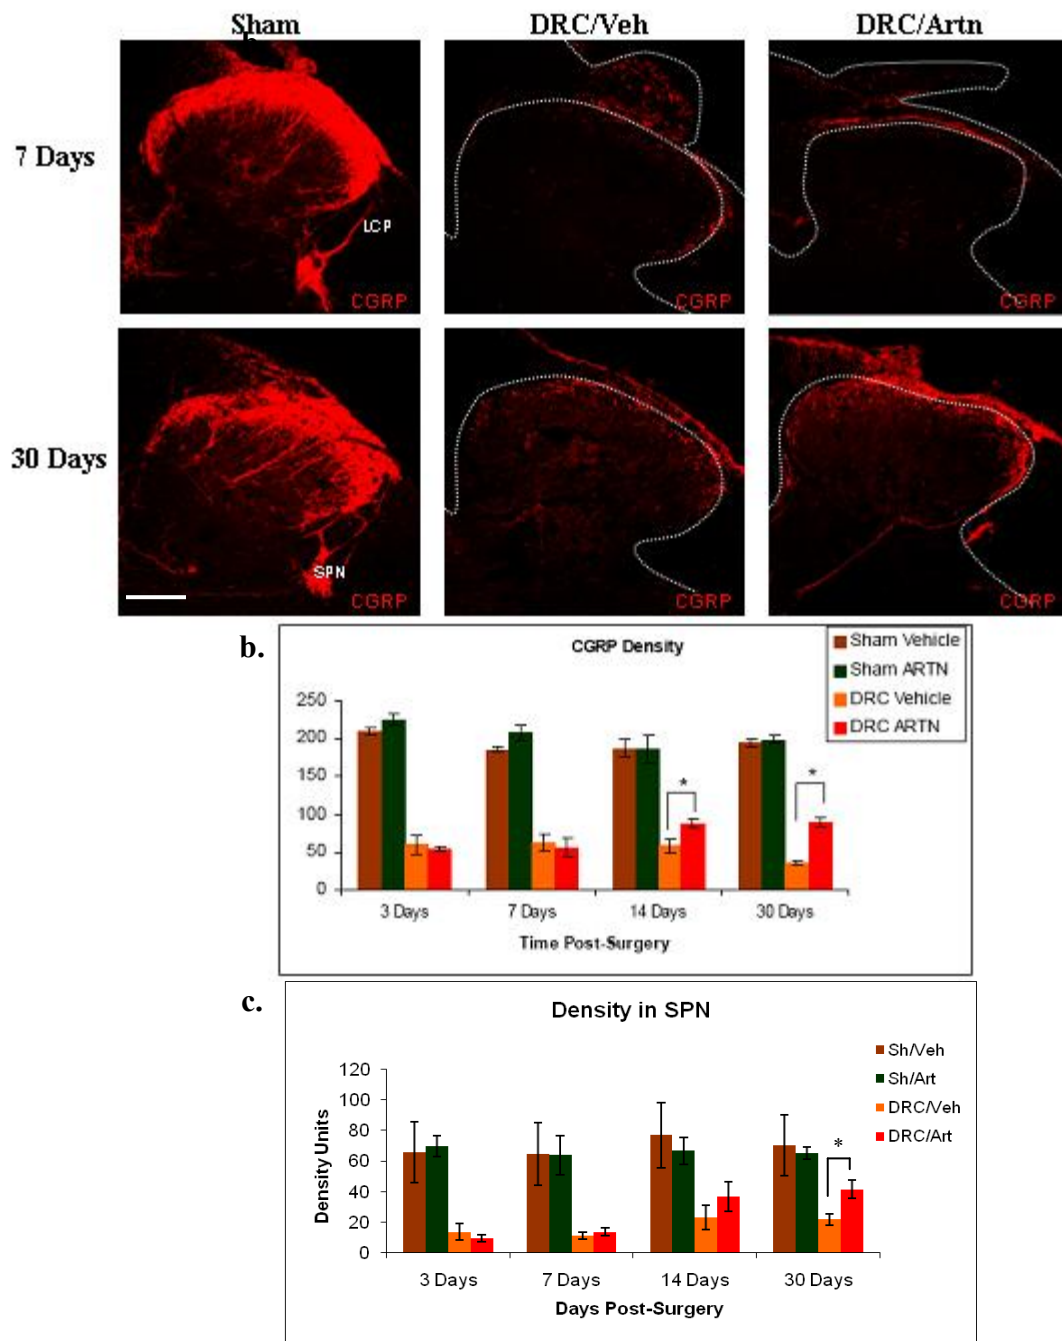 Sham DRC/Veh DRC/Artn
b
7 Days
LCP
CGRP CGRP CGRP
30 Days
SPN
CGRP CGRP CGRP
b.
CGRP Density
Sham Vehicle
Sham ARTN
DRC Vehicle
DRC ARTN
250
200
150
100
50
0
* *
3 Days 7 Days 14 Days 30 Days
Time Post-Surgery
c.
Density in SPN
Sh/Veh
Sh/Art
DRC/Veh
DRC/Art
Density Units
120
100
80
60
40
20
0
*
3 Days 7 Days 14 Days 30 Days
Days Post-Surgery